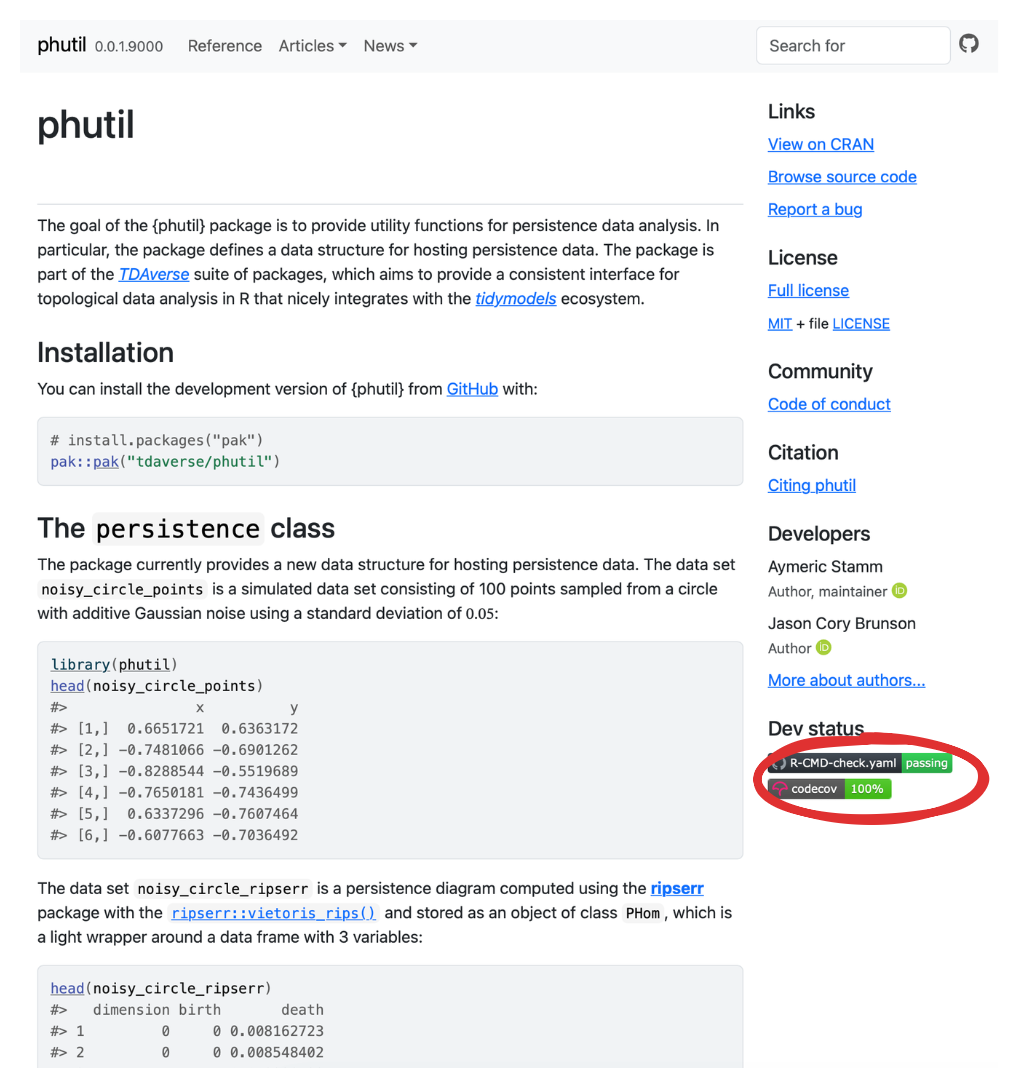 phutil 0.0.1.9000 Reference Articles News Search for
phutil
The goal of the {phutil} package is to provide utility functions for persistence data analysis. In
particular, the package defines a data structure for hosting persistence data. The package is
part of the TDAverse suite of packages, which aims to provide a consistent interface for
topological data analysis in R that nicely integrates with the tidymodels ecosystem.
Installation
You can install the development version of {phutil} from GitHub with:
# install.packages("pak")
pak::pak("tdaverse/phutil")
The persistence class
The package currently provides a new data structure for hosting persistence data. The data set
noisy_circle_points is a simulated data set consisting of 100 points sampled from a circle
with additive Gaussian noise using a standard deviation of 0.05:
library(phutil)
head(noisy_circle_points)
#>               x          y
#> [1,]  0.6651721  0.6363172
#> [2,] -0.7481066 -0.6901262
#> [3,] -0.8288544 -0.5519689
#> [4,] -0.7650181 -0.7436499
#> [5,]  0.6337296 -0.7607464
#> [6,] -0.6077663 -0.7036492
The data set noisy_circle_ripserr is a persistence diagram computed using the ripserr
package with the ripserr::vietoris_rips() and stored as an object of class PHom, which is
a light wrapper around a data frame with 3 variables:
head(noisy_circle_ripserr)
#>   dimension birth       death
#> 1         0     0 0.008162723
#> 2         0     0 0.008548402
Links
View on CRAN
Browse source code
Report a bug
License
Full license
MIT + file LICENSE
Community
Code of conduct
Citation
Citing phutil
Developers
Aymeric Stamm
Author, maintainer iD
Jason Cory Brunson
Author iD
More about authors...
Dev status
R-CMD-check.yaml passing
codecov 100%